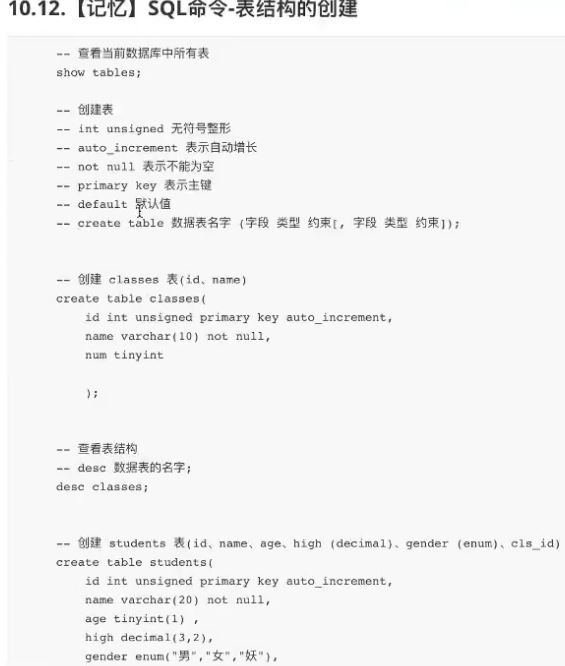 10.12.【记忆】SQL命令-表结构的创建
-- 查看当前数据库中所有表
show tables;
-- 创建表
-- int unsigned 无符号整形
-- auto_increment 表示自动增长
-- not null 表示不能为空
-- primary key 表示主键
-- default 默认值
-- create table 数据表名字 (字段 类型 约束[, 字段 类型 约束]);
-- 创建 classes 表(id、name)
create table classes(
id int unsigned primary key auto_increment,
name varchar(10) not null,
num tinyint
);
-- 查看表结构
-- desc 数据表的名字;
desc classes;
-- 创建 students 表(id、name、age、high (decimal)、gender (enum)、cls_id)
create table students(
id int unsigned primary key auto_increment,
name varchar(20) not null,
age tinyint(1) ,
high decimal(3,2),
gender enum("男","女","妖"),